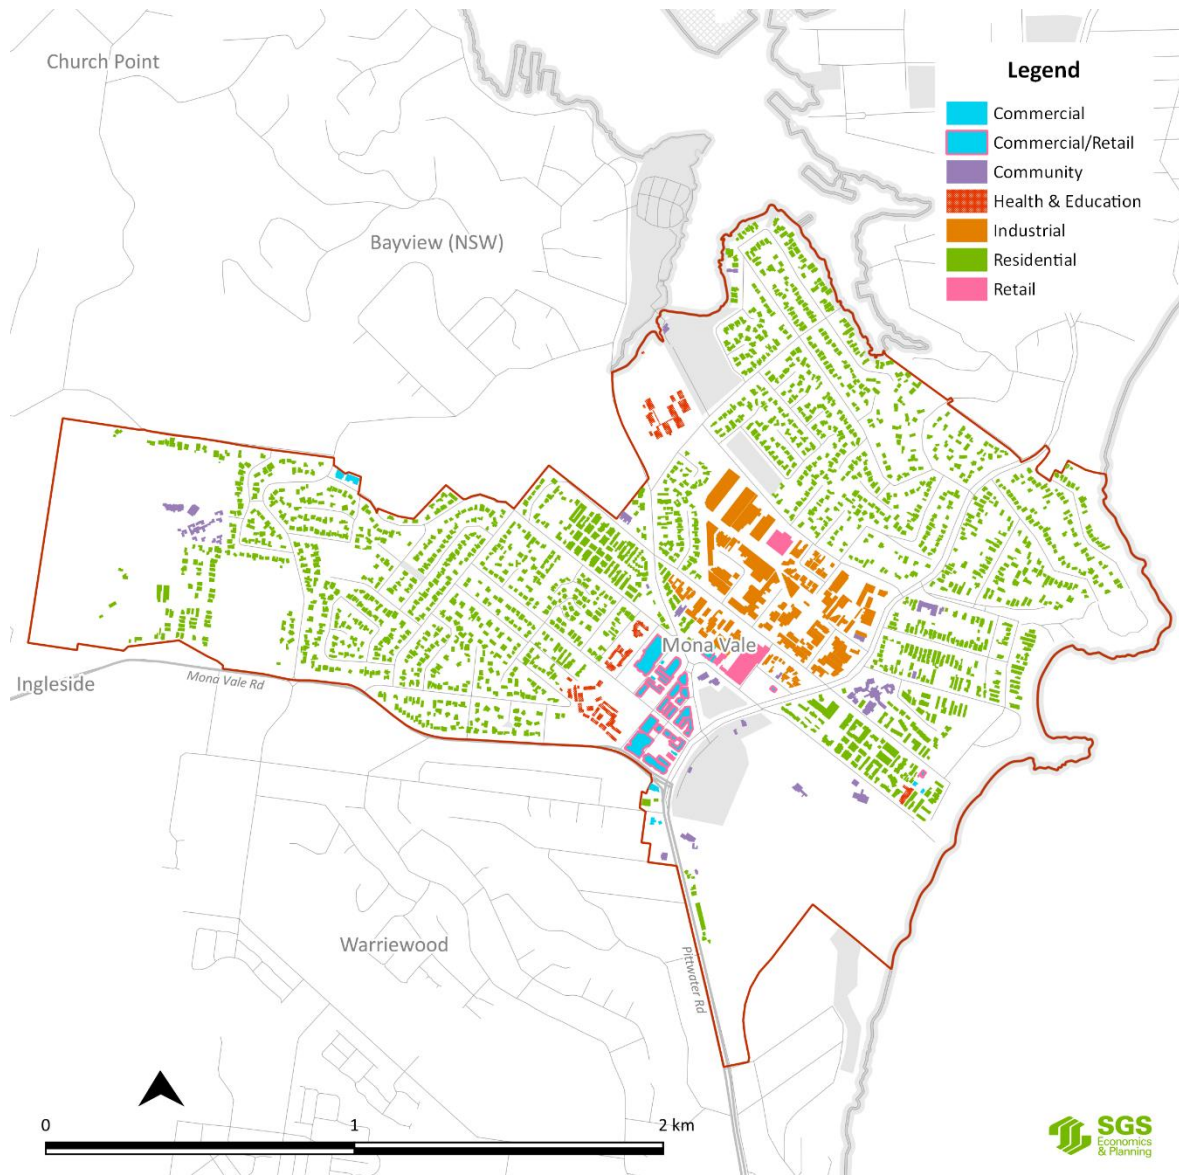 Church Point
Legend
Commercial
Commercial/Retail
Community
Health & Education
Industrial
Residential
Retail
Bayview (NSW)
Mona Vale
Ingleside
Mona Vale Rd
Warriewood
Pittwater Rd
0 1 2 km
SGS
Economics
& Planning